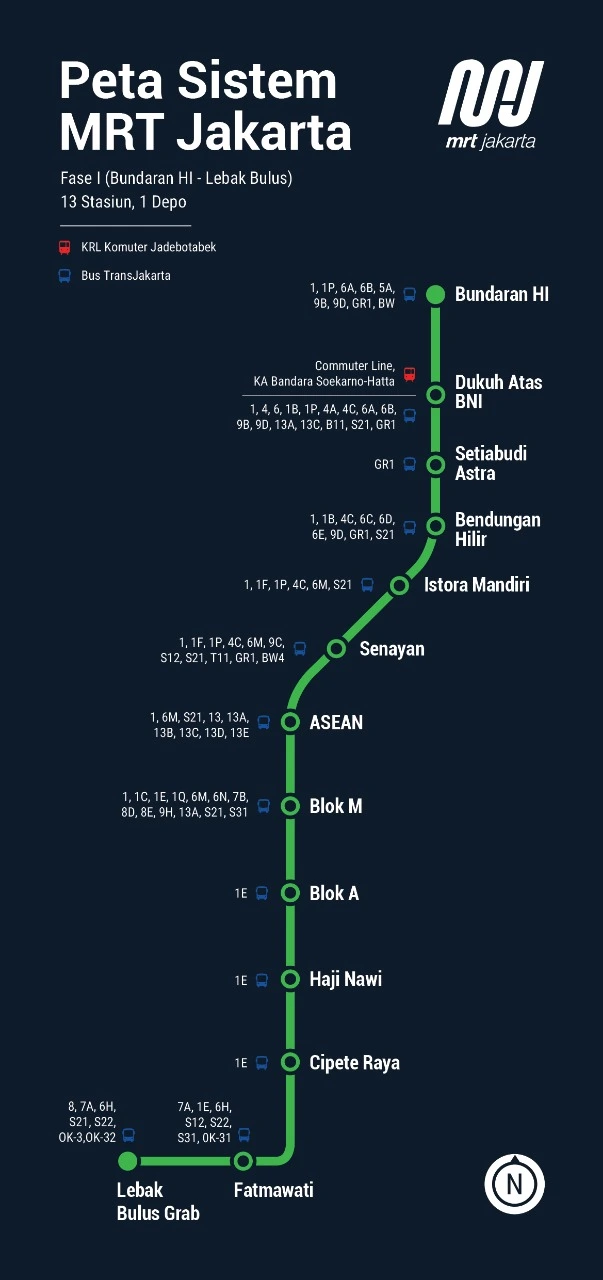 Peta Sistem
MRT Jakarta
mrt jakarta
Fase I (Bundaran HI - Lebak Bulus)
13 Stasiun, 1 Depo
KRL Komuter Jadebotabek
Bus TransJakarta
1, 1P, 6A, 6B, 5A,
9B, 9D, GR1, BW
Bundaran HI
Commuter Line,
KA Bandara Soekarno-Hatta
1, 4, 6, 1B, 1P, 4A, 4C, 6A, 6B,
9B, 9D, 13A, 13C, B11, S21, GR1
Dukuh Atas
BNI
GR1
Setiabudi
Astra
1, 1B, 4C, 6C, 6D,
6E, 9D, GR1, S21
Bendungan
Hilir
1, 1F, 1P, 4C, 6M, S21
Istora Mandiri
1, 1F, 1P, 4C, 6M, 9C,
S12, S21, T11, GR1, BW4
Senayan
1, 6M, S21, 13, 13A,
13B, 13C, 13D, 13E
ASEAN
1, 1C, 1E, 1Q, 6M, 6N, 7B,
8D, 8E, 9H, 13A, S21, S31
Blok M
1E
Blok A
1E
Haji Nawi
1E
Cipete Raya
8, 7A, 6H,
S21, S22,
OK-3,OK-32
Lebak
Bulus Grab
7A, 1E, 6H,
S12, S22,
S31, OK-31
Fatmawati
N